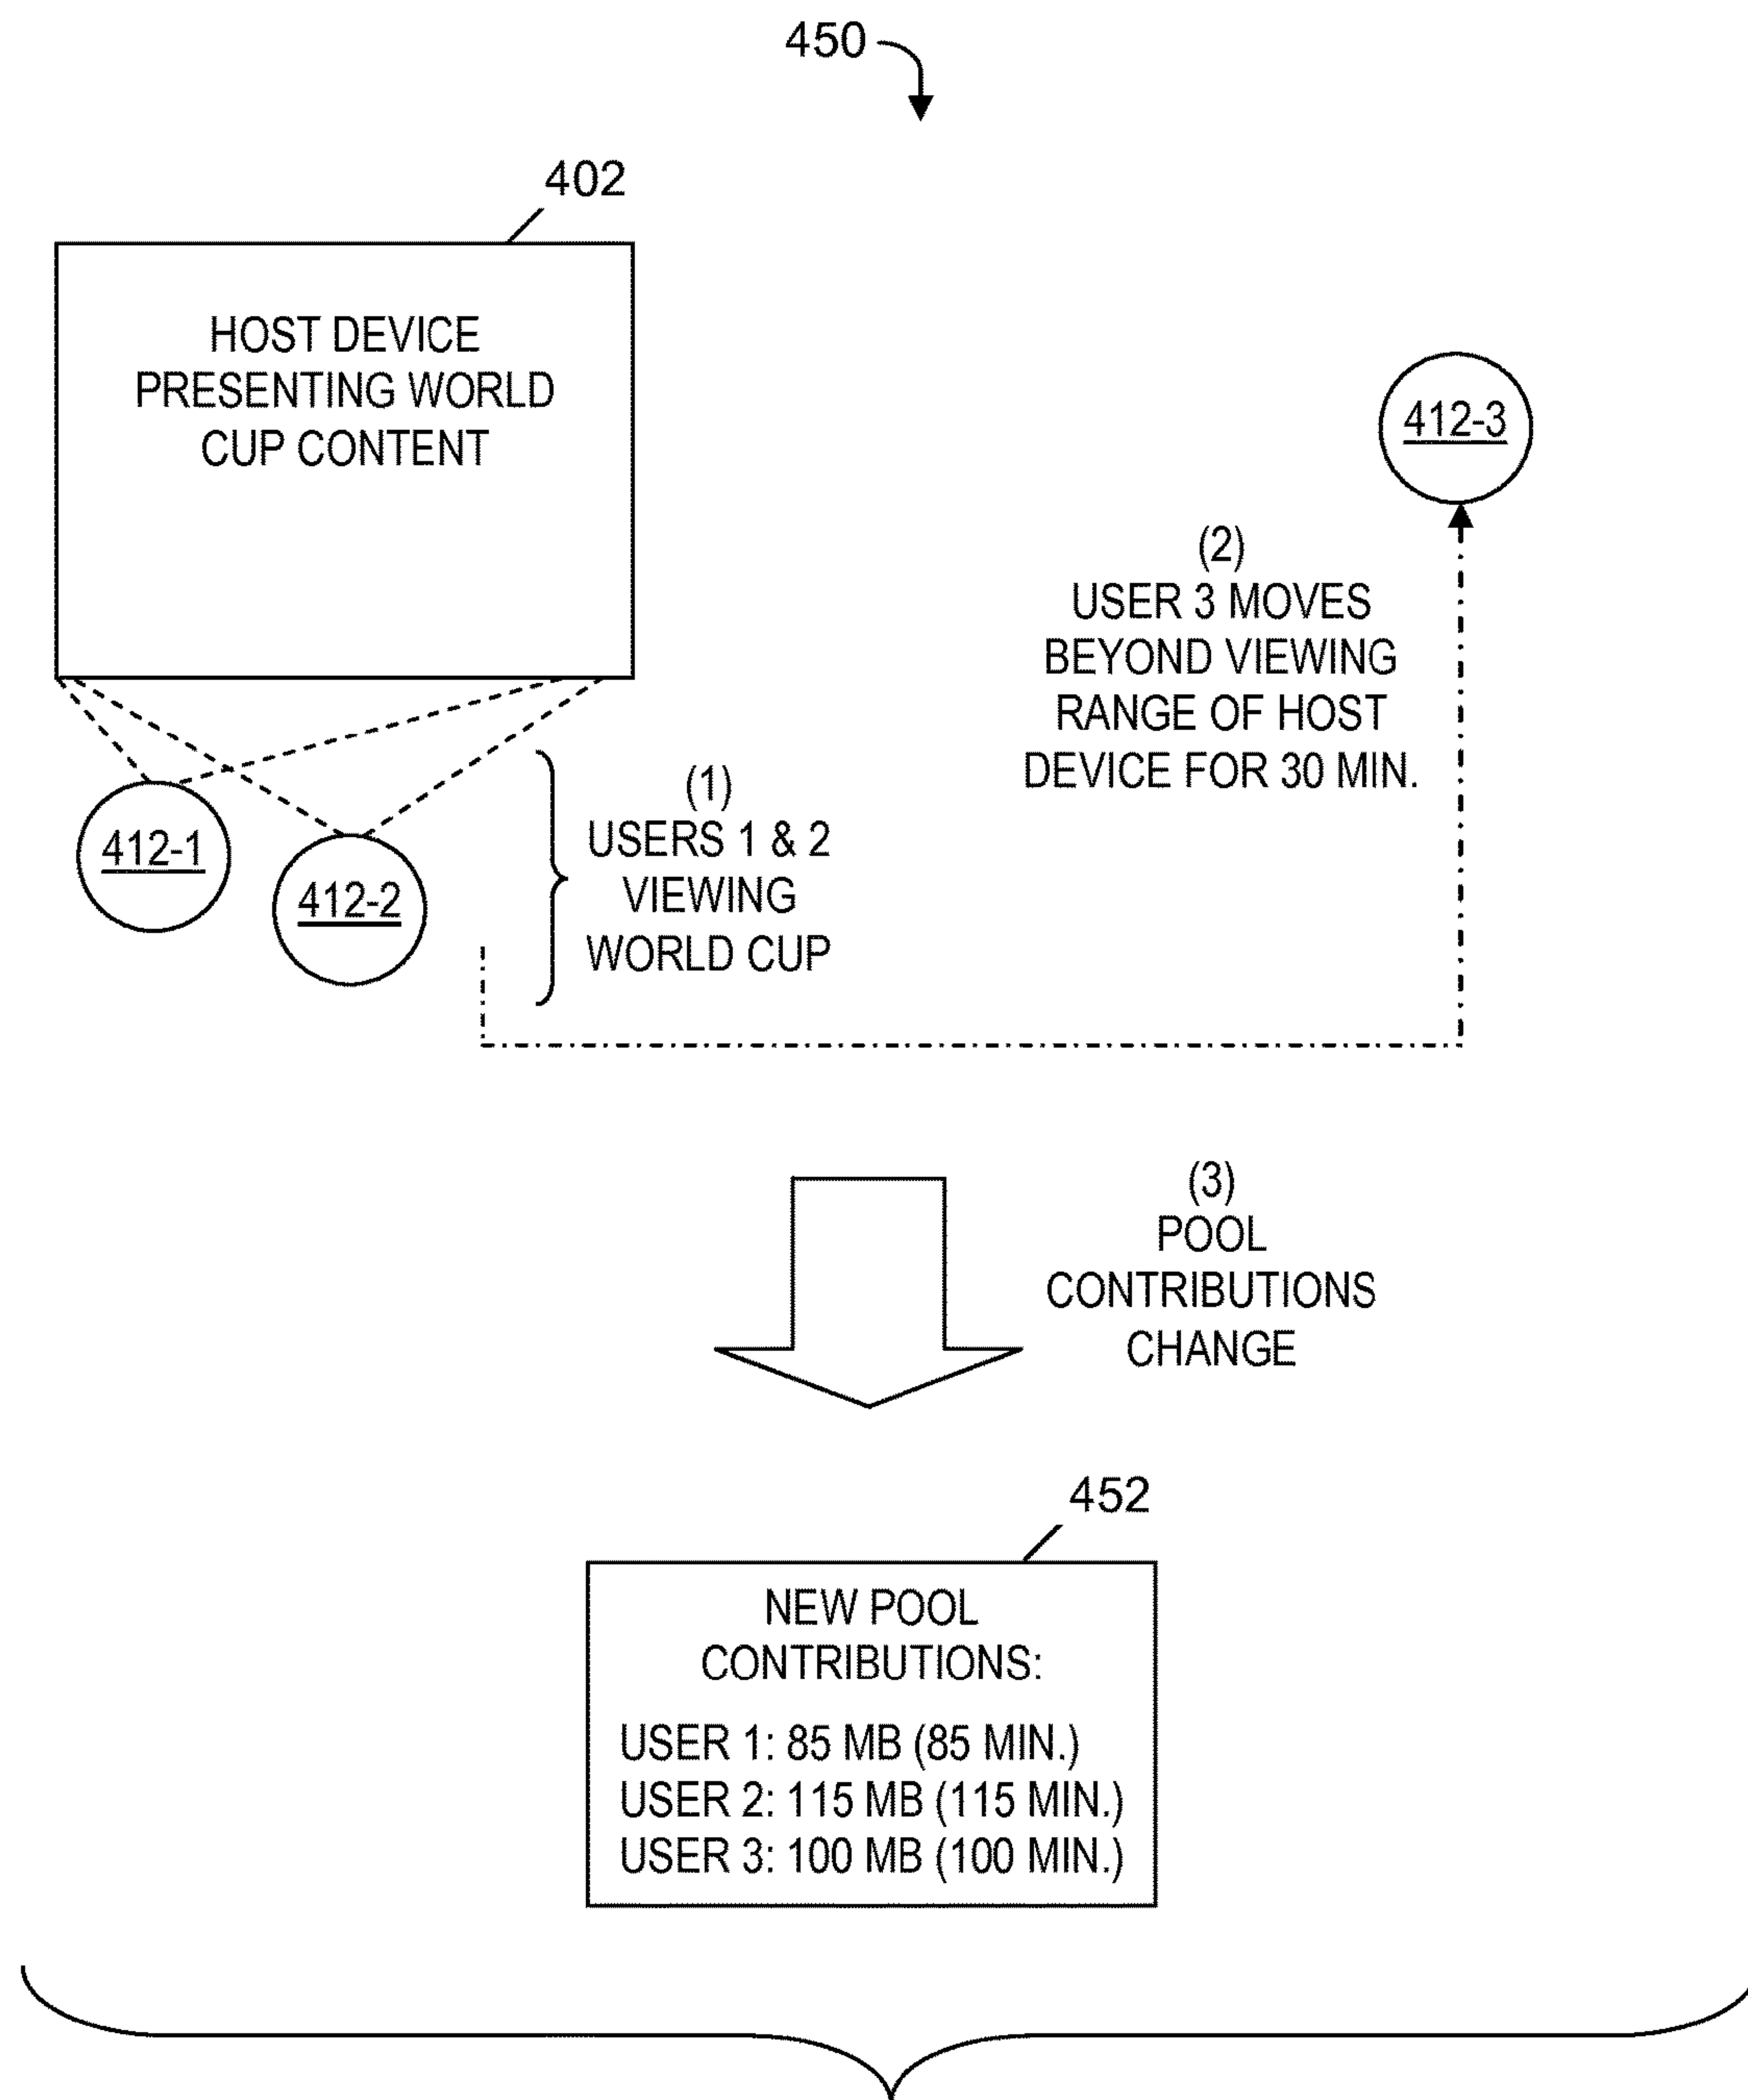 450
402
HOST DEVICE
PRESENTING WORLD
CUP CONTENT
412-3
(2)
USER 3 MOVES
BEYOND VIEWING
RANGE OF HOST
DEVICE FOR 30 MIN.
412-1
412-2
(1)
USERS 1 & 2
VIEWING
WORLD CUP
(3)
POOL
CONTRIBUTIONS
CHANGE
452
NEW POOL
CONTRIBUTIONS:
USER 1: 85 MB (85 MIN.)
USER 2: 115 MB (115 MIN.)
USER 3: 100 MB (100 MIN.)